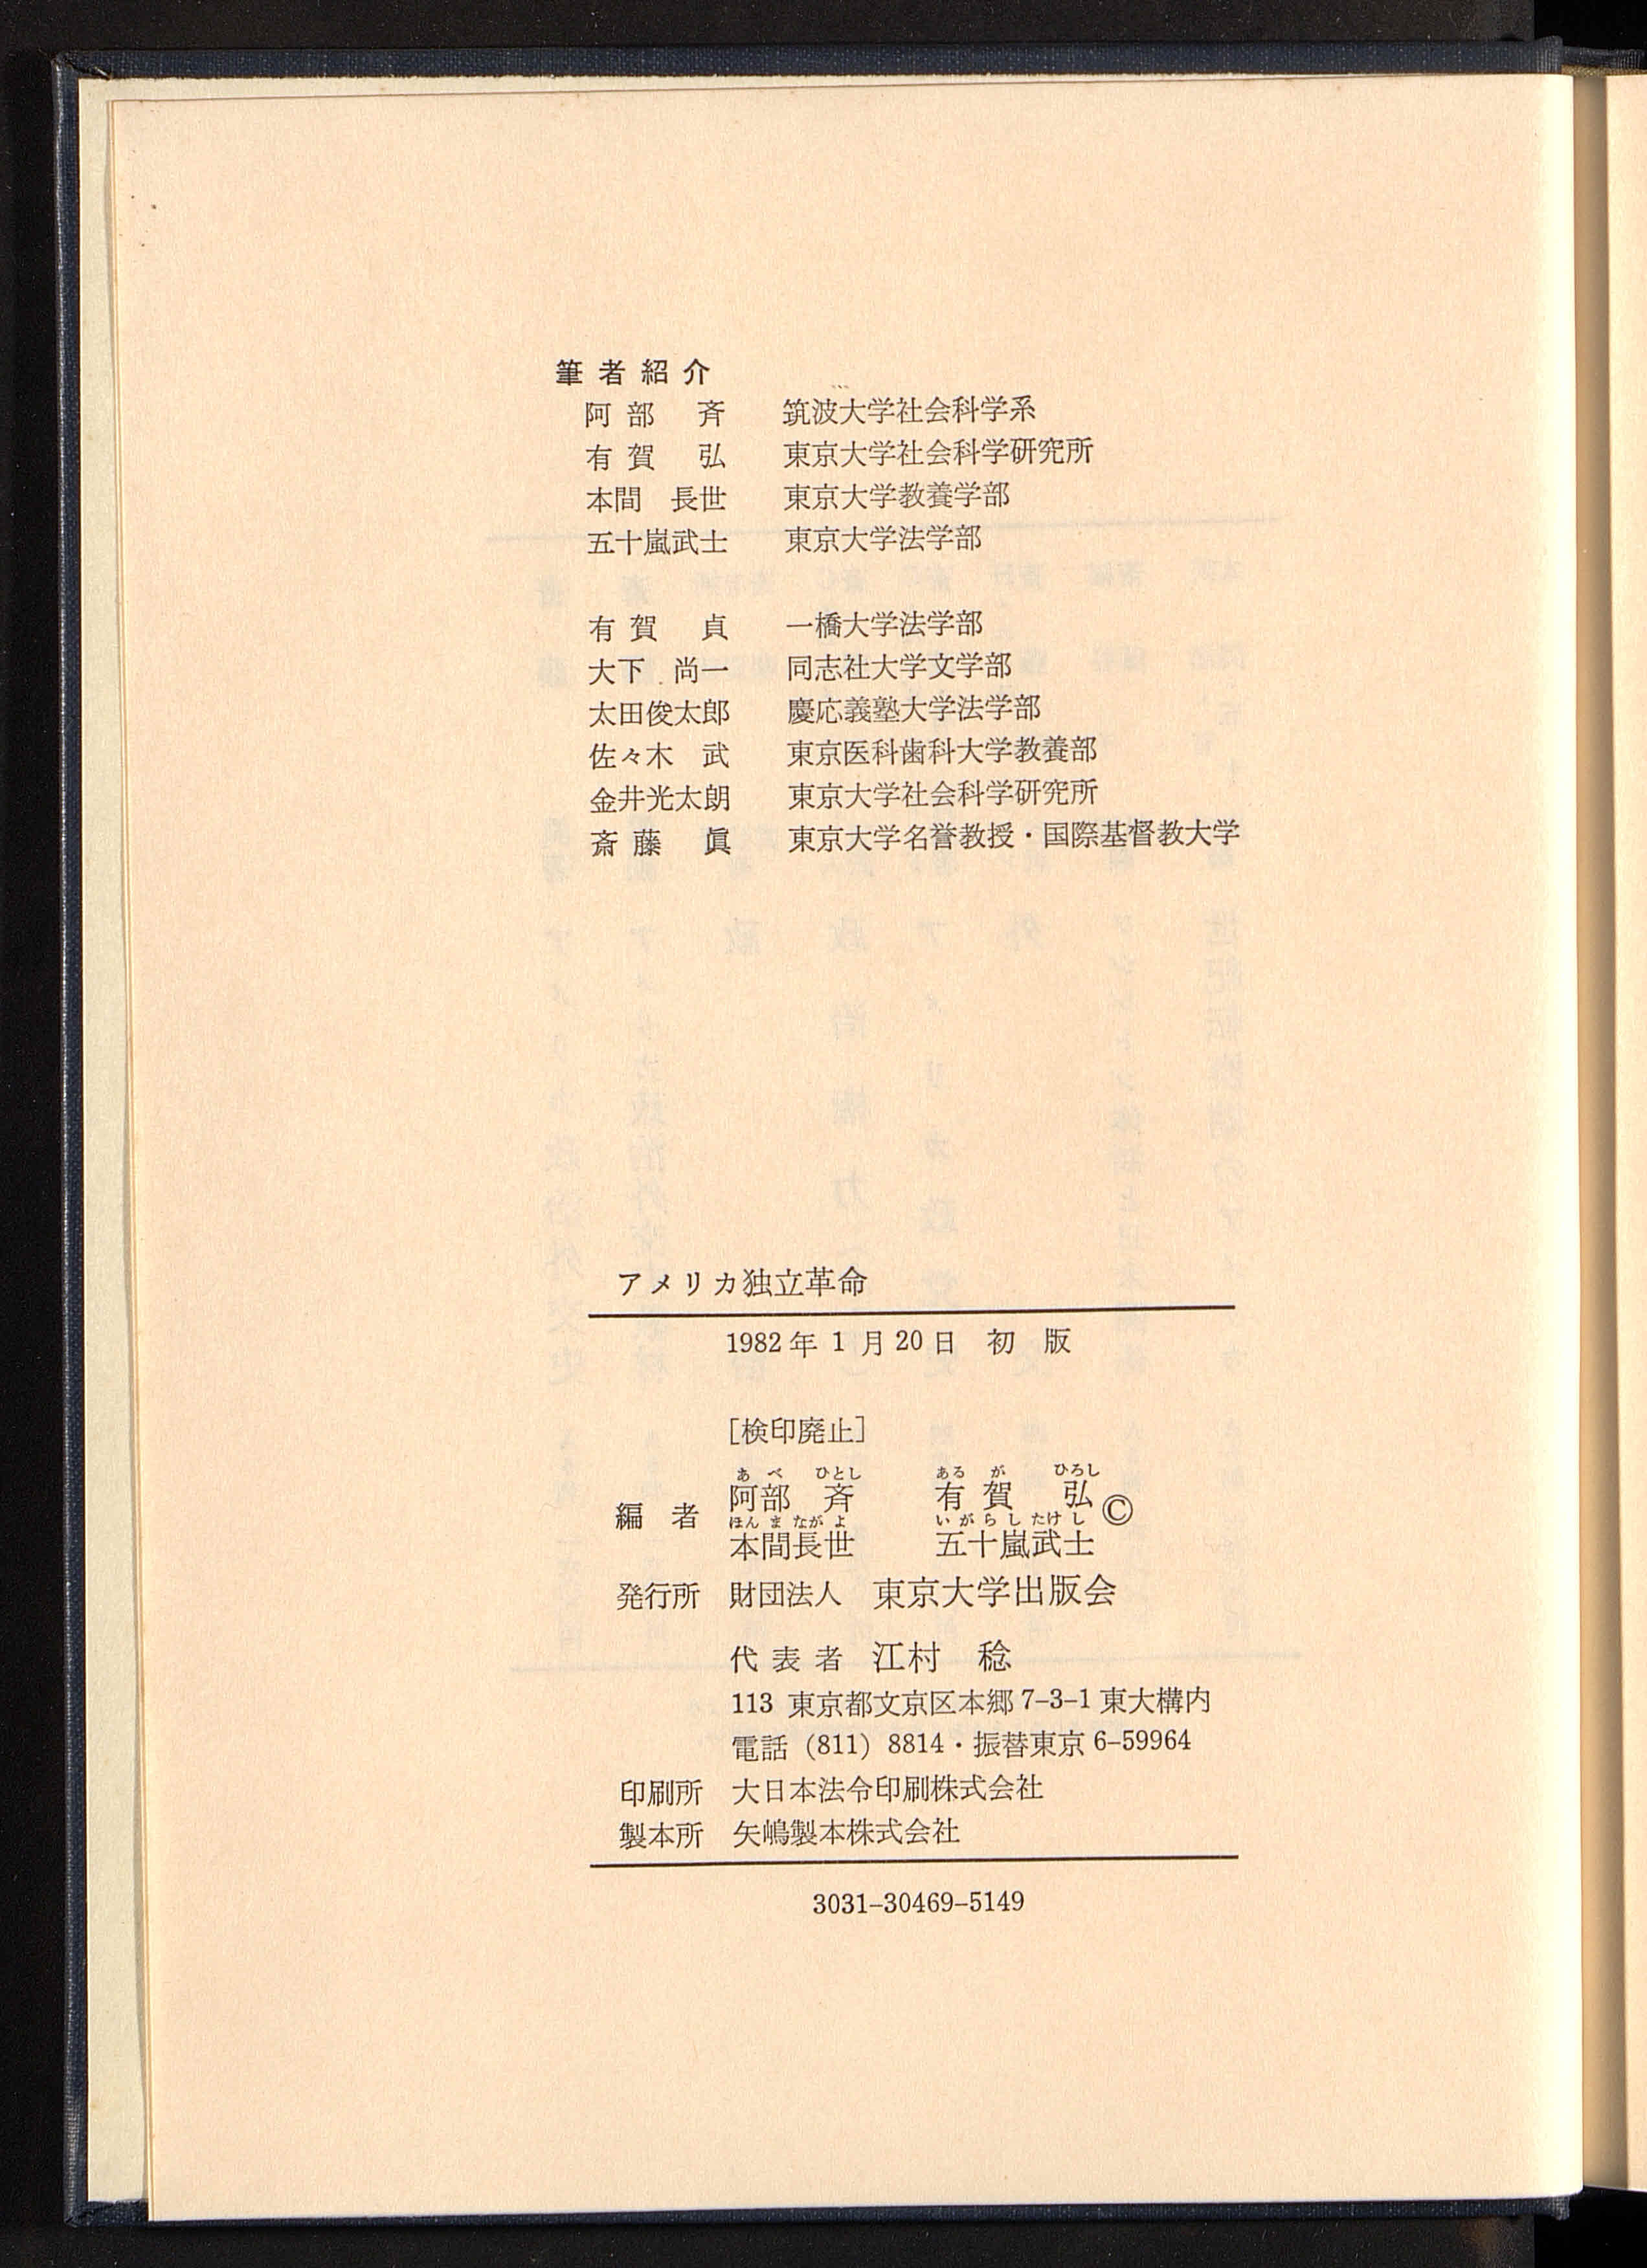 筆者紹介
阿部 斉 筑波大学社会科学系
有賀 弘 東京大学社会科学研究所
本間 長世 東京大学教養学部
五十嵐武士 東京大学法学部
有賀 貞 一橋大学法学部
大下 尚一 同志社大学文学部
太田俊太郎 慶応義塾大学法学部
佐々木 武 東京医科歯科大学教養部
金井光太朗 東京大学社会科学研究所
斎藤 眞 東京大学名誉教授・国際基督教大学
アメリカ独立革命
1982年1月20日 初 版
[検印廃止]
あ べ ひとし ある が ひろし
編 者 阿部 斉 有賀 弘 ©
ほん ま なが よ い が ら し たけ し
本間長世 五十嵐武士
発行所 財団法人 東京大学出版会
代表者 江村 稔
113 東京都文京区本郷7-3-1東大構内
電話 (811) 8814・振替東京6-59964
印刷所 大日本法令印刷株式会社
製本所 矢嶋製本株式会社
3031-30469-5149